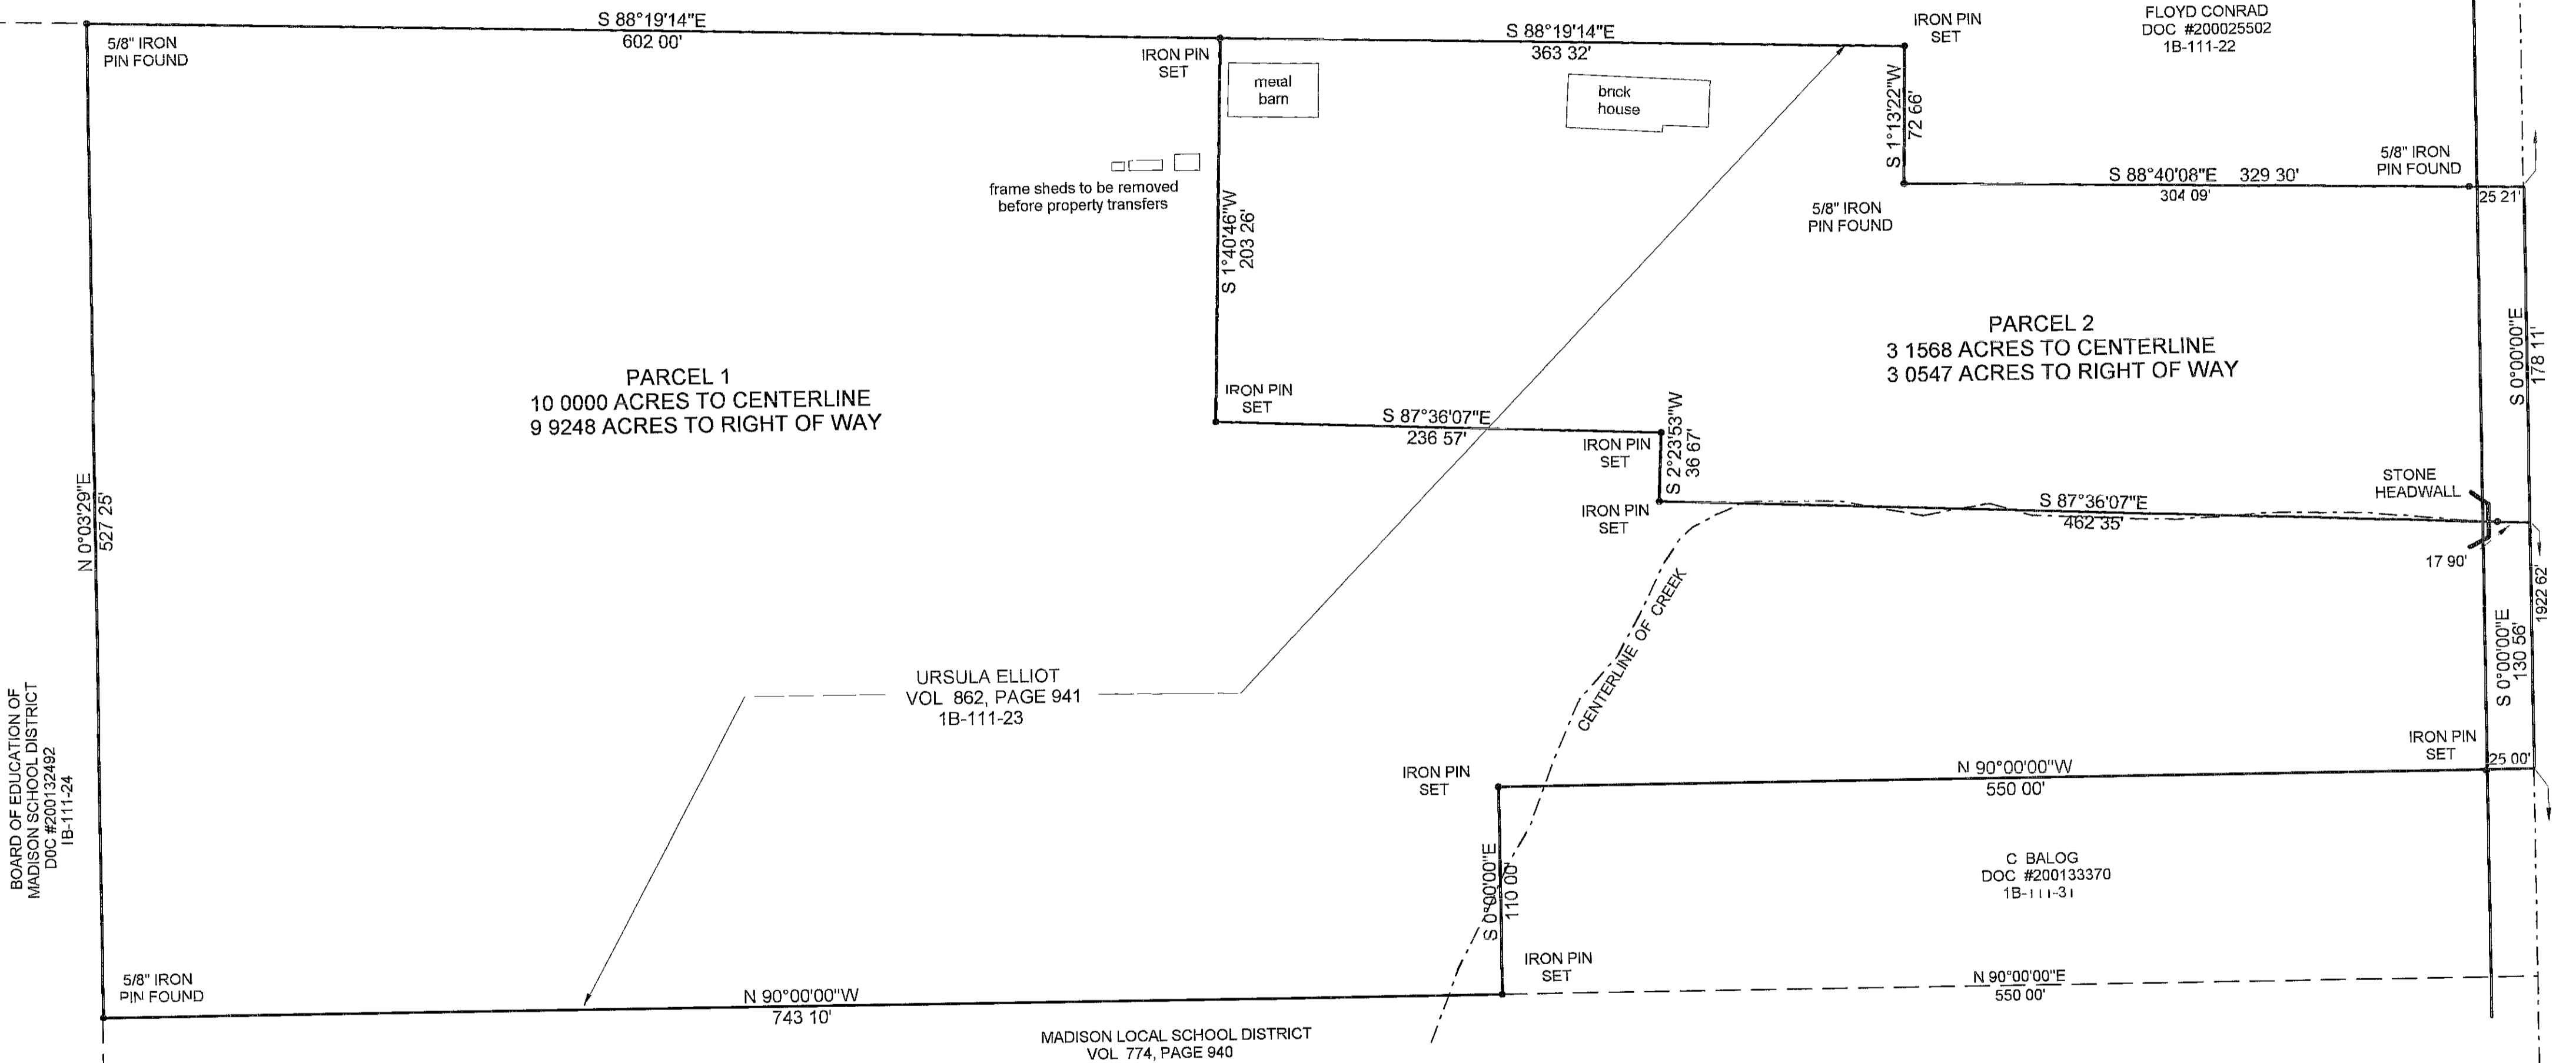 S 88°19'14"E
602 00'
5/8" IRON
PIN FOUND
IRON PIN
SET
S 88°19'14"E
363 32'
IRON PIN
SET
FLOYD CONRAD
DOC #200025502
1B-111-22
metal
barn
brick
house
S 1°13'22"W
72 66'
frame sheds to be removed
before property transfers
S 1°40'46"W
203 26'
5/8" IRON
PIN FOUND
S 88°40'08"E 329 30'
304 09'
5/8" IRON
PIN FOUND
25 21'
PARCEL 1
10 0000 ACRES TO CENTERLINE
9 9248 ACRES TO RIGHT OF WAY
PARCEL 2
3 1568 ACRES TO CENTERLINE
3 0547 ACRES TO RIGHT OF WAY
S 0°00'00"E
178 11'
IRON PIN
SET
S 87°36'07"E
236 57'
IRON PIN
SET
S 2°23'53"W
36 67'
N 0°03'29"E
527 25'
IRON PIN
SET
S 87°36'07"E
462 35'
STONE
HEADWALL
17 90'
1922 62'
CENTERLINE OF CREEK
S 0°00'00"E
130 56'
URSULA ELLIOT
VOL 862, PAGE 941
1B-111-23
BOARD OF EDUCATION OF
MADISON SCHOOL DISTRICT
DOC #200132492
1B-111-24
IRON PIN
SET
N 90°00'00"W
550 00'
IRON PIN
SET
25 00'
S 0°00'00"E
110 00'
C BALOG
DOC #200133370
1B-111-31
5/8" IRON
PIN FOUND
IRON PIN
SET
N 90°00'00"W
743 10'
N 90°00'00"E
550 00'
MADISON LOCAL SCHOOL DISTRICT
VOL 774, PAGE 940